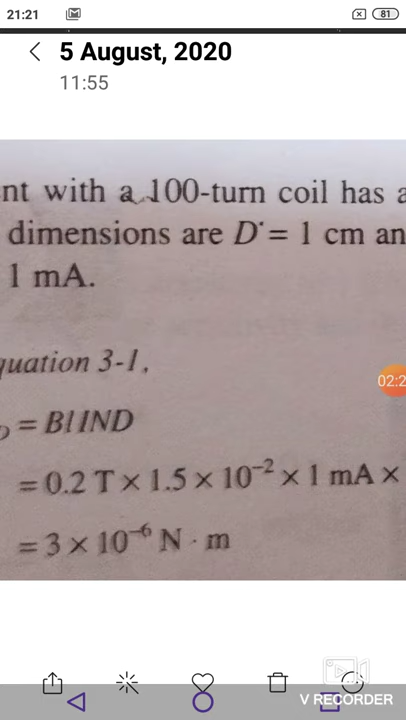 21:21
81
5 August, 2020
11:55
nt with a 100-turn coil has a
dimensions are D = 1 cm an
1 mA.
quation 3-1,
D = BlIND
= 0.2 T × 1.5 × 10⁻² × 1 mA ×
= 3 × 10⁻⁶ N · m
02:2
V RECORDER